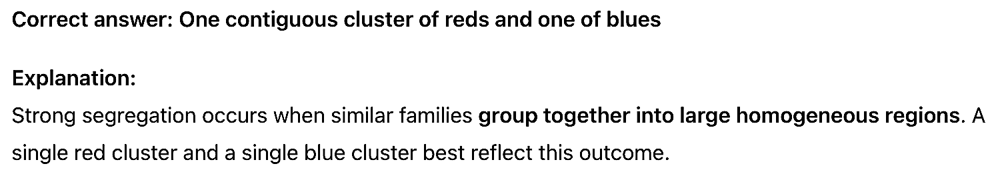 Correct answer: One contiguous cluster of reds and one of blues
Explanation:
Strong segregation occurs when similar families group together into large homogeneous regions. A
single red cluster and a single blue cluster best reflect this outcome.